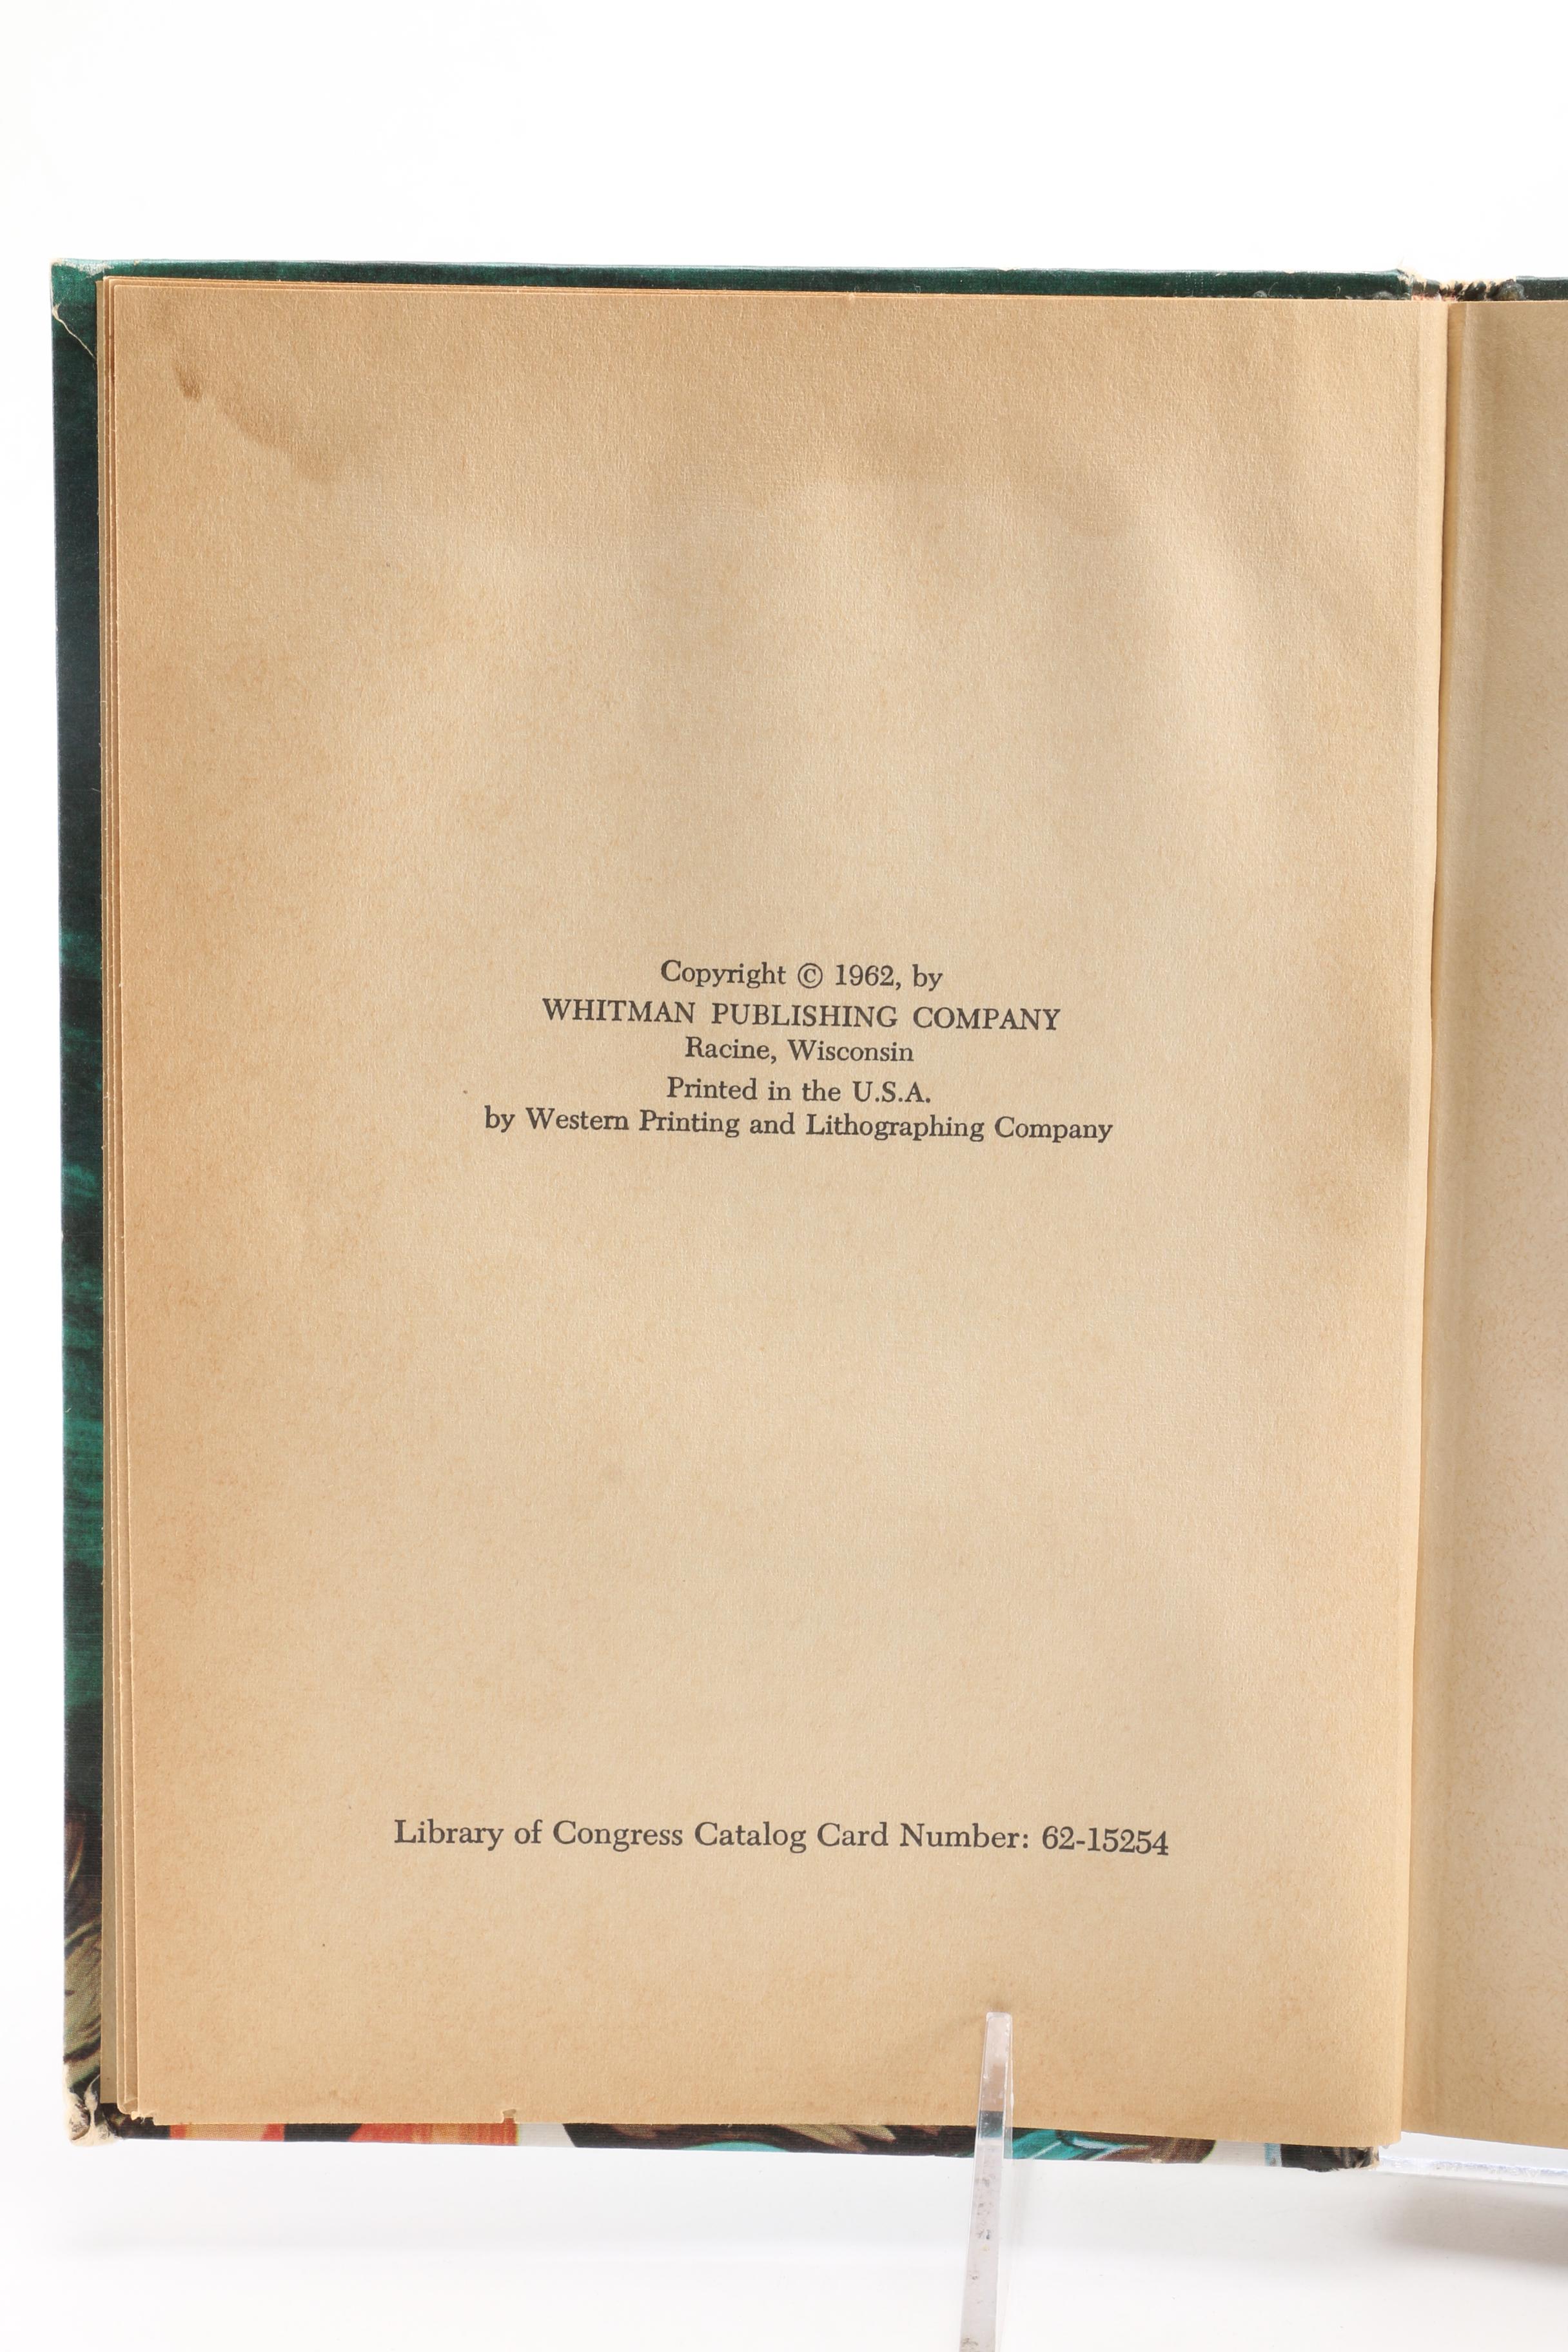 Copyright © 1962, by
WHITMAN PUBLISHING COMPANY
Racine, Wisconsin
Printed in the U.S.A.
by Western Printing and Lithographing Company
Library of Congress Catalog Card Number: 62-15254